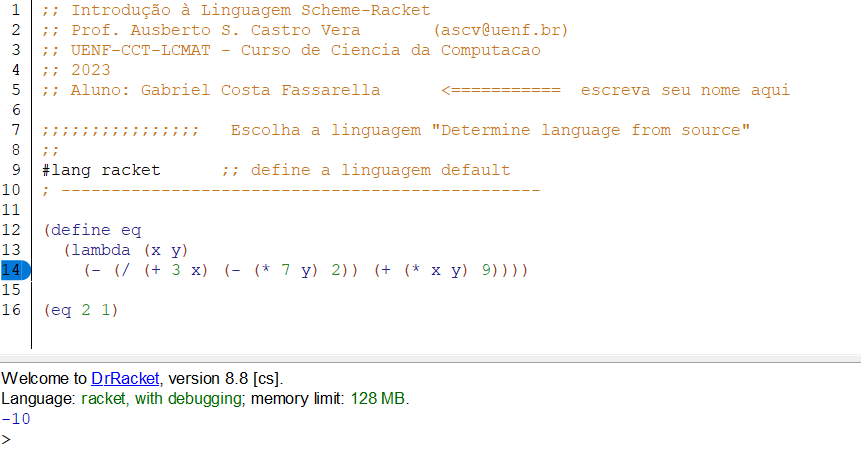 1 ;; Introdução à Linguagem Scheme-Racket
2 ;; Prof. Ausberto S. Castro Vera (ascv@uenf.br)
3 ;; UENF-CCT-LCMAT - Curso de Ciencia da Computacao
4 ;; 2023
5 ;; Aluno: Gabriel Costa Fassarella <=========== escreva seu nome aqui
6
7 ;;;;;;;;;;;;;;;; Escolha a linguagem "Determine language from source"
8 ;;
9 #lang racket ;; define a linguagem default
10 ; ------------------------------------------------
11
12 (define eq
13 (lambda (x y)
14 (- (/ (+ 3 x) (- (* 7 y) 2)) (+ (* x y) 9))))
15
16 (eq 2 1)
Welcome to DrRacket, version 8.8 [cs].
Language: racket, with debugging; memory limit: 128 MB.
-10
>